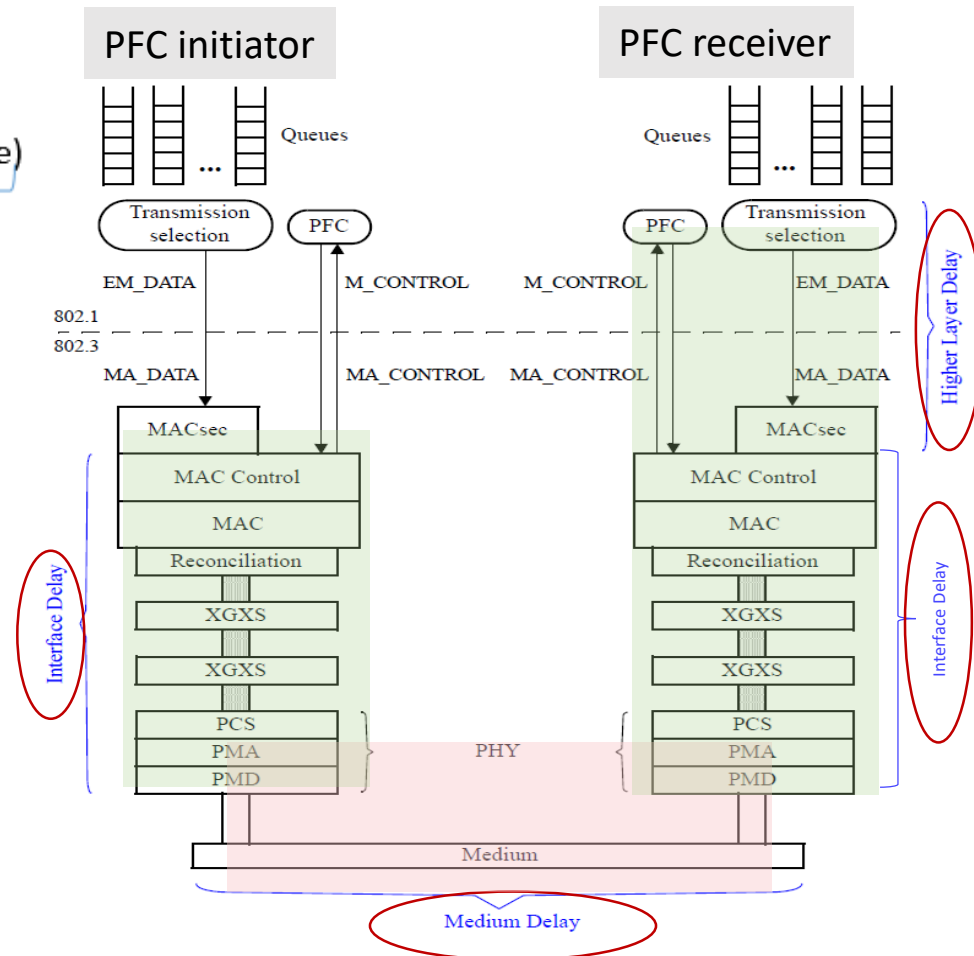 PFC initiator
PFC receiver
e)
Queues
Queues
...
...
Transmission
selection
PFC
PFC
Transmission
selection
EM_DATA
M_CONTROL
M_CONTROL
EM_DATA
802.1
802.3
MA_DATA
MA_CONTROL
MA_CONTROL
MA_DATA
Higher Layer Delay
MACsec
MACsec
MAC Control
MAC Control
MAC
MAC
Reconciliation
Reconciliation
Interface Delay
Interface Delay
XGXS
XGXS
XGXS
XGXS
PCS
PCS
PMA
PHY
PMA
PMD
PMD
Medium
Medium Delay